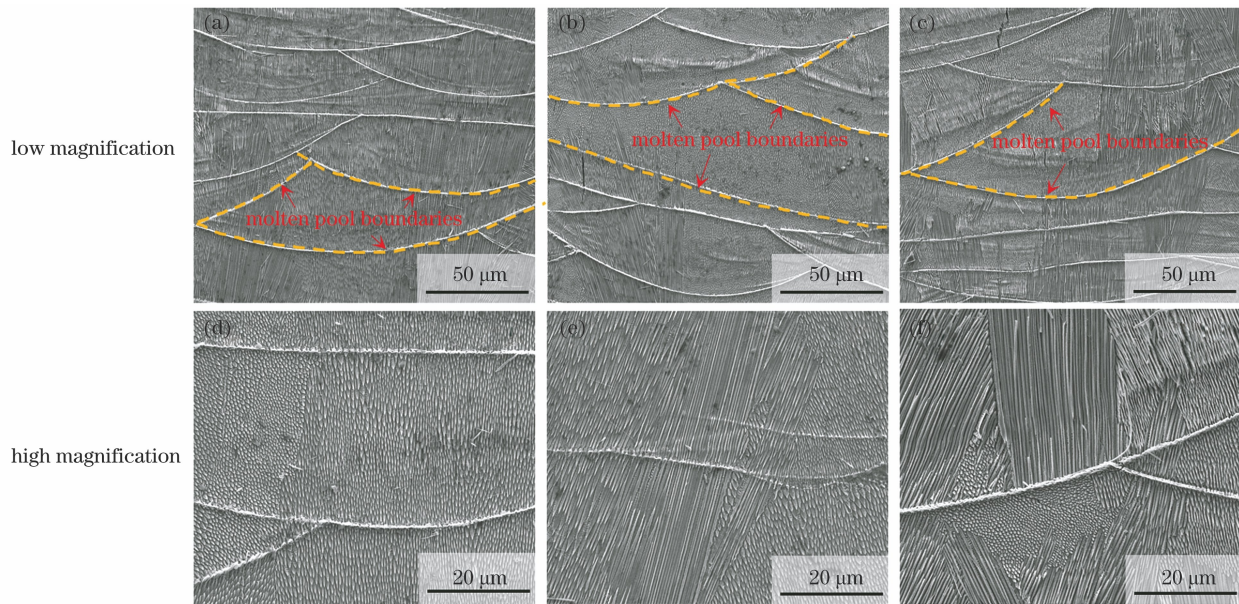 (a)
(b)
(c)
low magnification
molten pool boundaries
molten pool boundaries
molten pool boundaries
50 μm
50 μm
50 μm
(d)
(e)
(f)
high magnification
20 μm
20 μm
20 μm